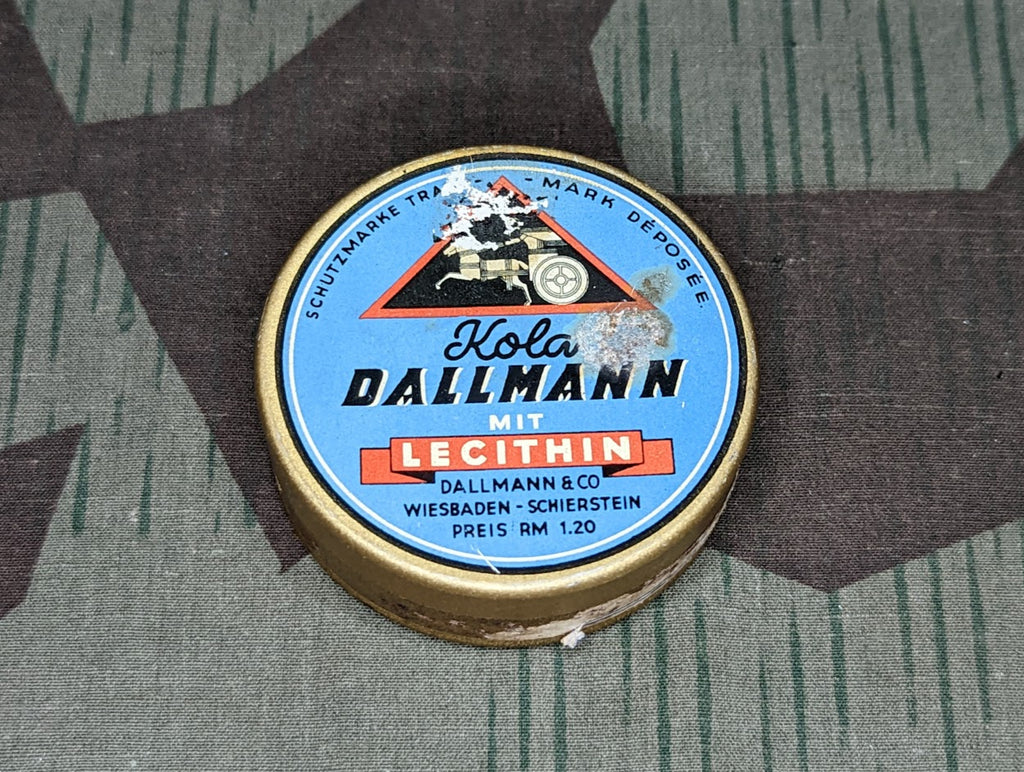 SCHUTZMARKE TRA - MARK DÉPOSÉE.
Kola
DALLMANN
MIT
LECITHIN
DALLMANN & CO
WIESBADEN - SCHIERSTEIN
PREIS RM 1.20